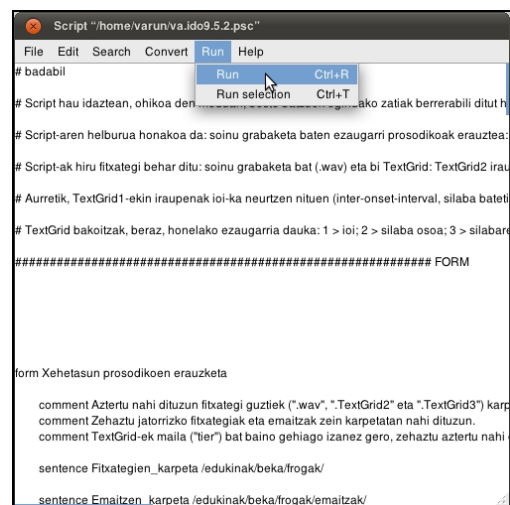 Script “/home/varun/va.ido9.5.2.psc”
File Edit Search Convert Run Help
# badabil
Run Ctrl+R
Run selection Ctrl+T
# Script hau idaztean, ohikoa den zatiak berrerabili ditut h
# Script-aren helburua honakoa da: soinu grabaketa baten ezaugarri prosodikoak erauztea:
# Script-ak hiru fitxategi behar ditu: soinu grabaketa bat (.wav) eta bi TextGrid: TextGrid2 irau
# Aurretik, TextGrid1-ekin iraupenak ioi-ka neurtzen nituen (inter-onset-interval, silaba bateti
# TextGrid bakoitzak, beraz, honelako ezaugarria dauka: 1 > ioi; 2 > silaba osoa; 3 > silabare
############################################################ FORM
form Xehetasun prosodikoen erauzketa
comment Aztertu nahi dituzun fitxategi guztiek (".wav", ".TextGrid2" eta ".TextGrid3") karp
comment Zehaztu jatorrizko fitxategiak eta emaitzak zein karpetatan nahi dituzun.
comment TextGrid-ek maila ("tier") bat baino gehiago izanez gero, zehaztu aztertu nahi
sentence Fitxategien_karpeta /edukinak/beka/frogak/
sentence Emaitzen_karpeta /edukinak/beka/frogak/emaitzak/